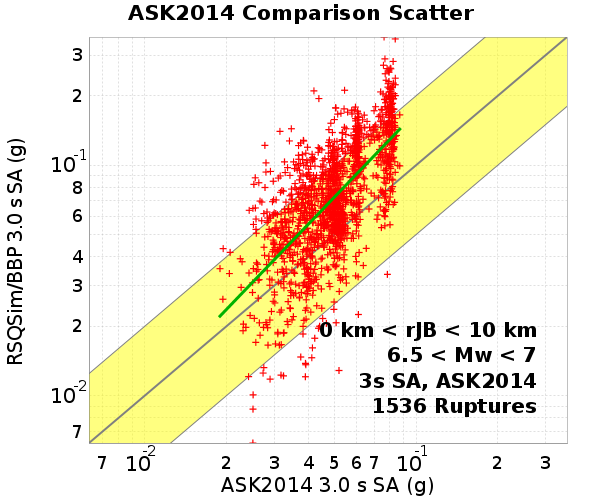 ASK2014 Comparison Scatter
RSQSim/BBP 3.0 s SA (g)
3
2
10^-1
8
6
4
3
2
10^-2
7
0 km < rJB < 10 km
6.5 < Mw < 7
3s SA, ASK2014
1536 Ruptures
7 10^-2 2 3 4 5 6 7 10^-1 2 3
ASK2014 3.0 s SA (g)